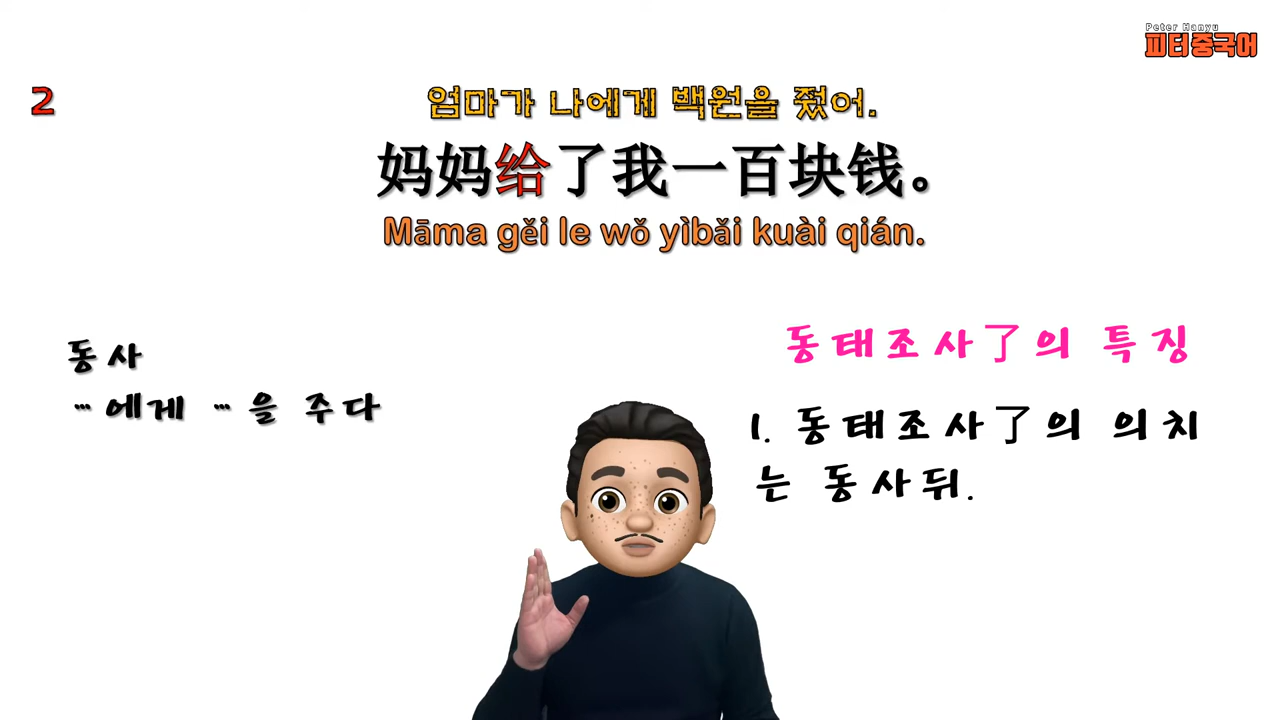 Peter Hanyu
피터중국어
2
엄마가 나에게 백원을 줬어.
妈妈给了我一百块钱。
Māma gěi le wǒ yìbǎi kuài qián.
동사
…에게 …을 주다
동태조사了의 특징
1. 동태조사了의 의치
는 동사뒤.